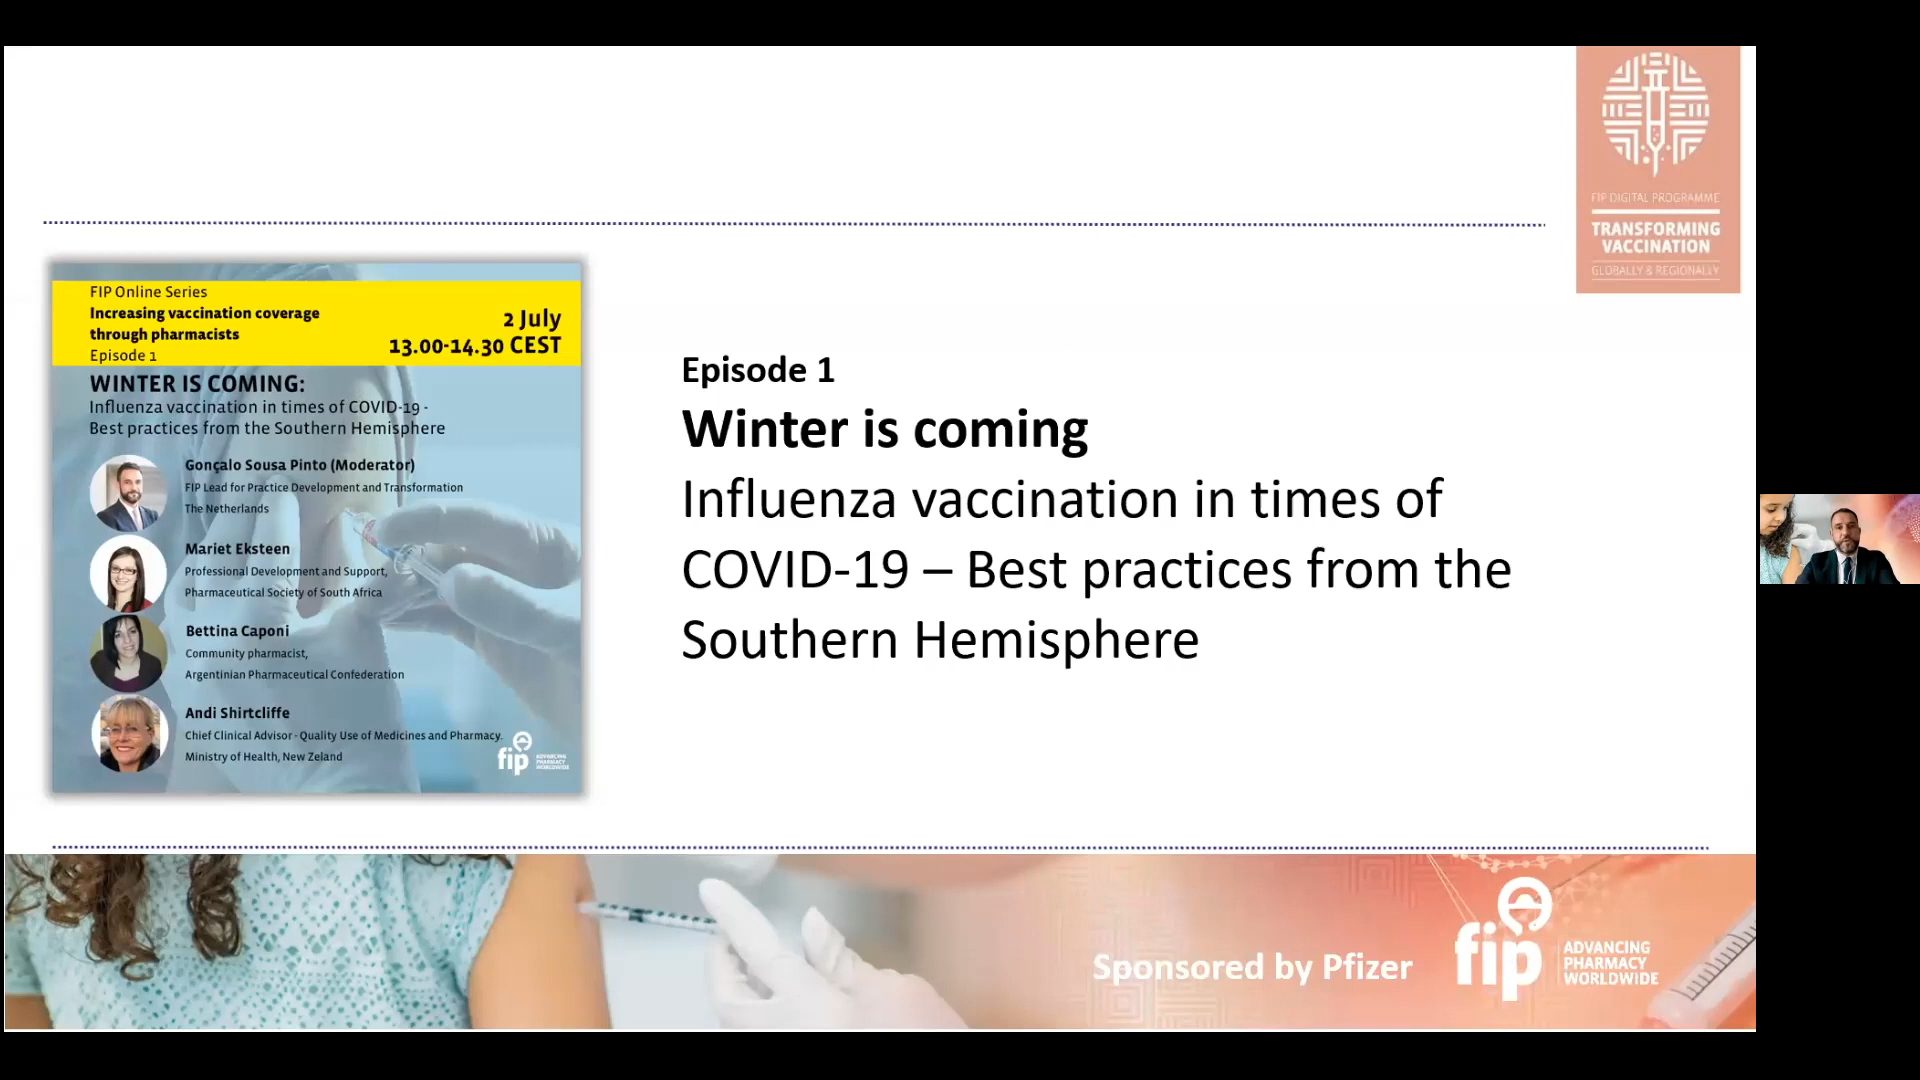 FIP DIGITAL PROGRAMME
TRANSFORMING
VACCINATION
GLOBALLY & REGIONALLY
FIP Online Series
Increasing vaccination coverage
through pharmacists
Episode 1
2 July
13.00-14.30 CEST
WINTER IS COMING:
Influenza vaccination in times of COVID-19 -
Best practices from the Southern Hemisphere
Gonçalo Sousa Pinto (Moderator)
FIP Lead for Practice Development and Transformation
The Netherlands
Mariet Eksteen
Professional Development and Support,
Pharmaceutical Society of South Africa
Bettina Caponi
Community pharmacist,
Argentinian Pharmaceutical Confederation
Andi Shirtcliffe
Chief Clinical Advisor - Quality Use of Medicines and Pharmacy.
Ministry of Health, New Zeland
fip
ADVANCING
PHARMACY
WORLDWIDE
Episode 1
Winter is coming
Influenza vaccination in times of
COVID-19 – Best practices from the
Southern Hemisphere
Sponsored by Pfizer
fip
ADVANCING
PHARMACY
WORLDWIDE